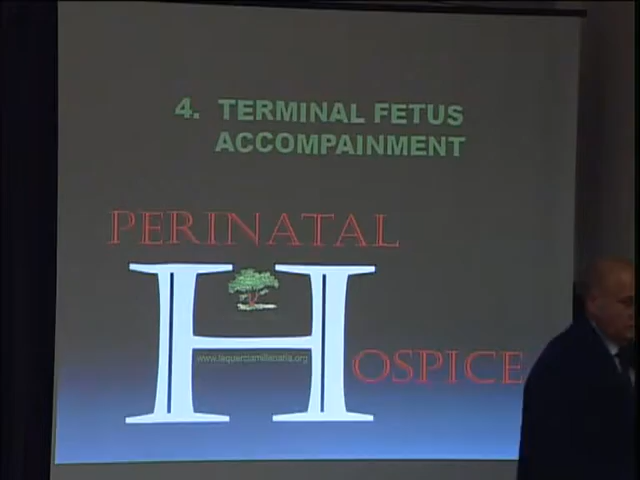 4. TERMINAL FETUS
ACCOMPAINMENT
PERINATAL
HOSPICE
www.laquerciamillenaria.org